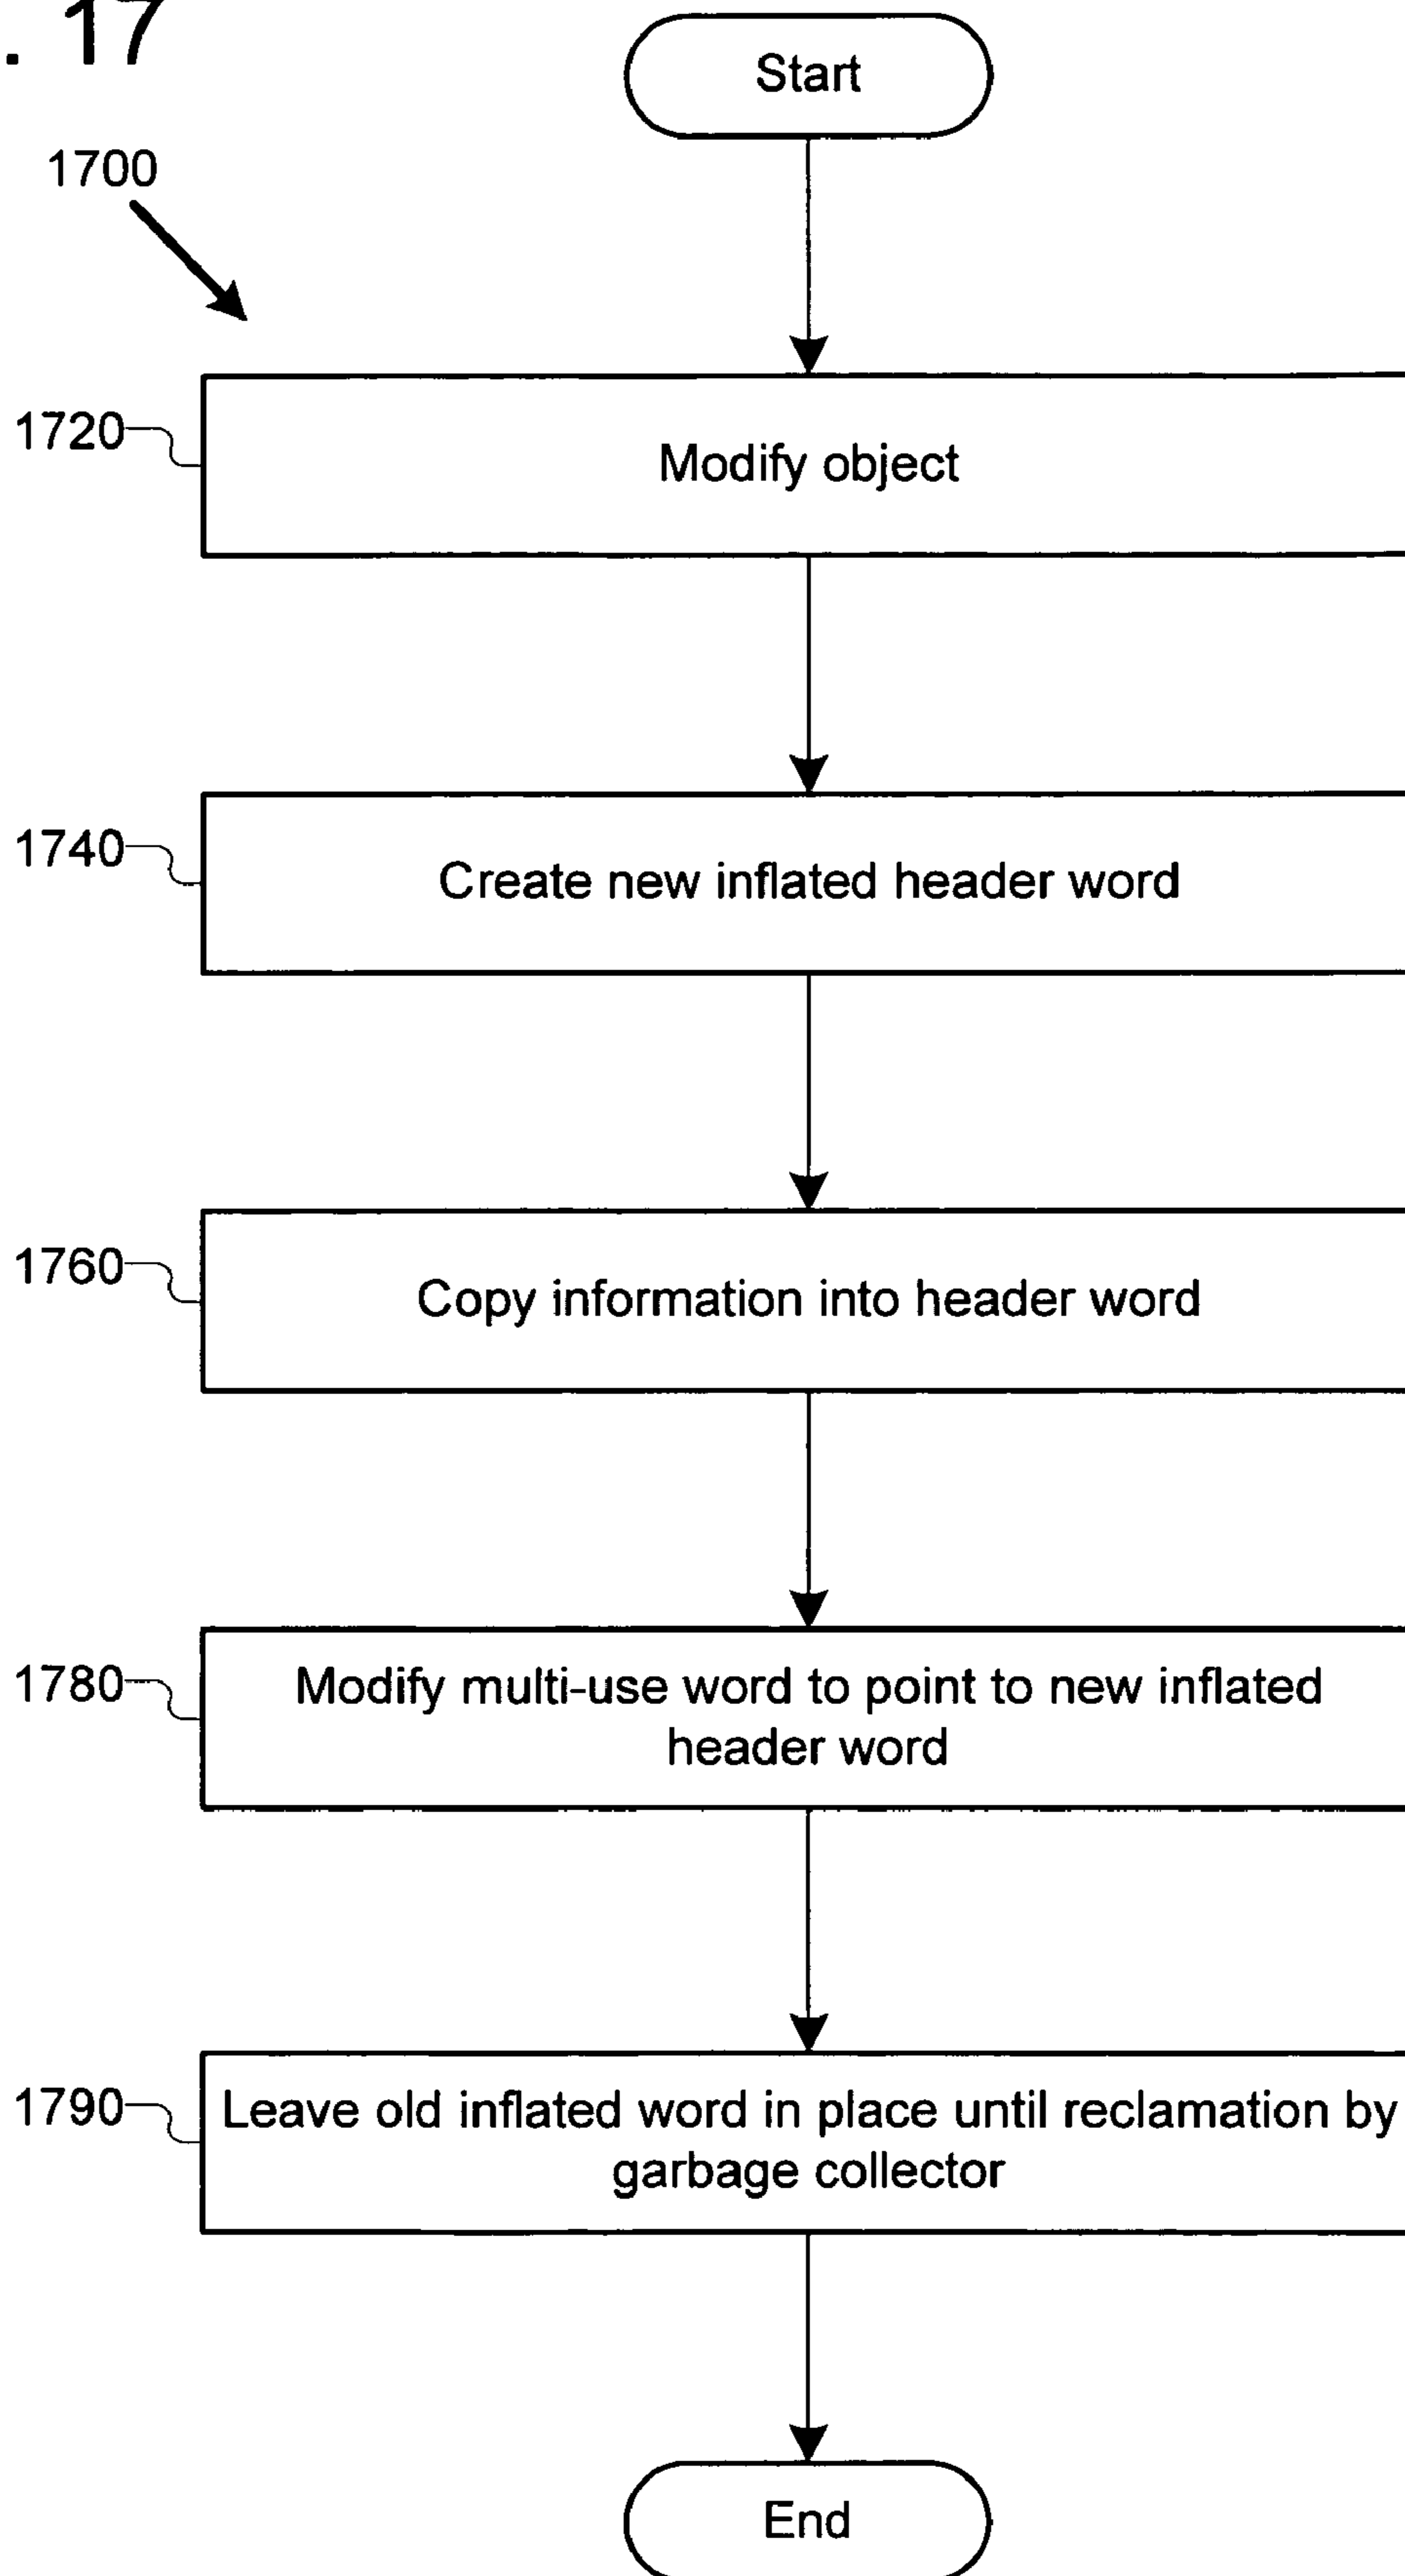 . 17
Start
1700
1720
Modify object
1740
Create new inflated header word
1760
Copy information into header word
1780
Modify multi-use word to point to new inflated
header word
1790
Leave old inflated word in place until reclamation by
garbage collector
End